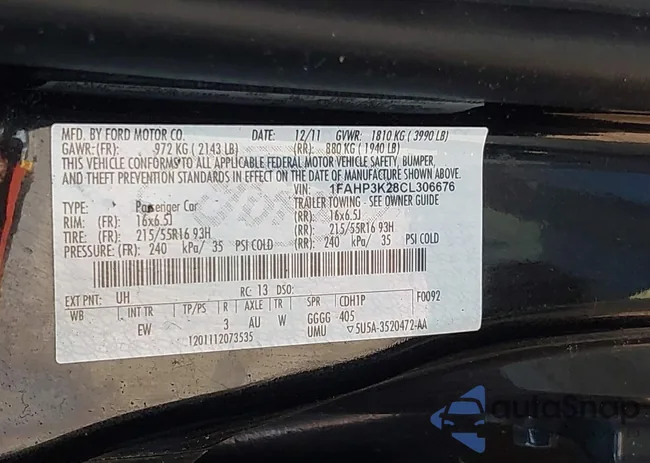 MFD. BY FORD MOTOR CO. DATE: 12/11 GVWR: 1810 KG ( 3990 LB)
GAWR: (FR): 972 KG ( 2143 LB) (RR): 880 KG ( 1940 LB)
THIS VEHICLE CONFORMS TO ALL APPLICABLE FEDERAL MOTOR VEHICLE SAFETY, BUMPER,
AND THEFT PREVENTION STANDARDS IN EFFECT ON THE DATE OF MANUFACTURE SHOWN ABOVE.
VIN: 1FAHP3K28CL306676
TYPE: Passenger Car TRAILER TOWING - SEE OWNER GUIDE
RIM: (FR): 16x6.5J (RR): 16x6.5J
TIRE: (FR): 215/55R16 93H (RR): 215/55R16 93H
PRESSURE: (FR): 240 kPa/ 35 PSI COLD (RR): 240 kPa/ 35 PSI COLD
EXT PNT: UH RC: 13 DSO: F0092
WB INT TR TP/PS R AXLE TR SPR CDH1P
EW 3 AU W GGGG 405
1201112073535 UMU ▽5U5A-3520472-AA
autoSnap